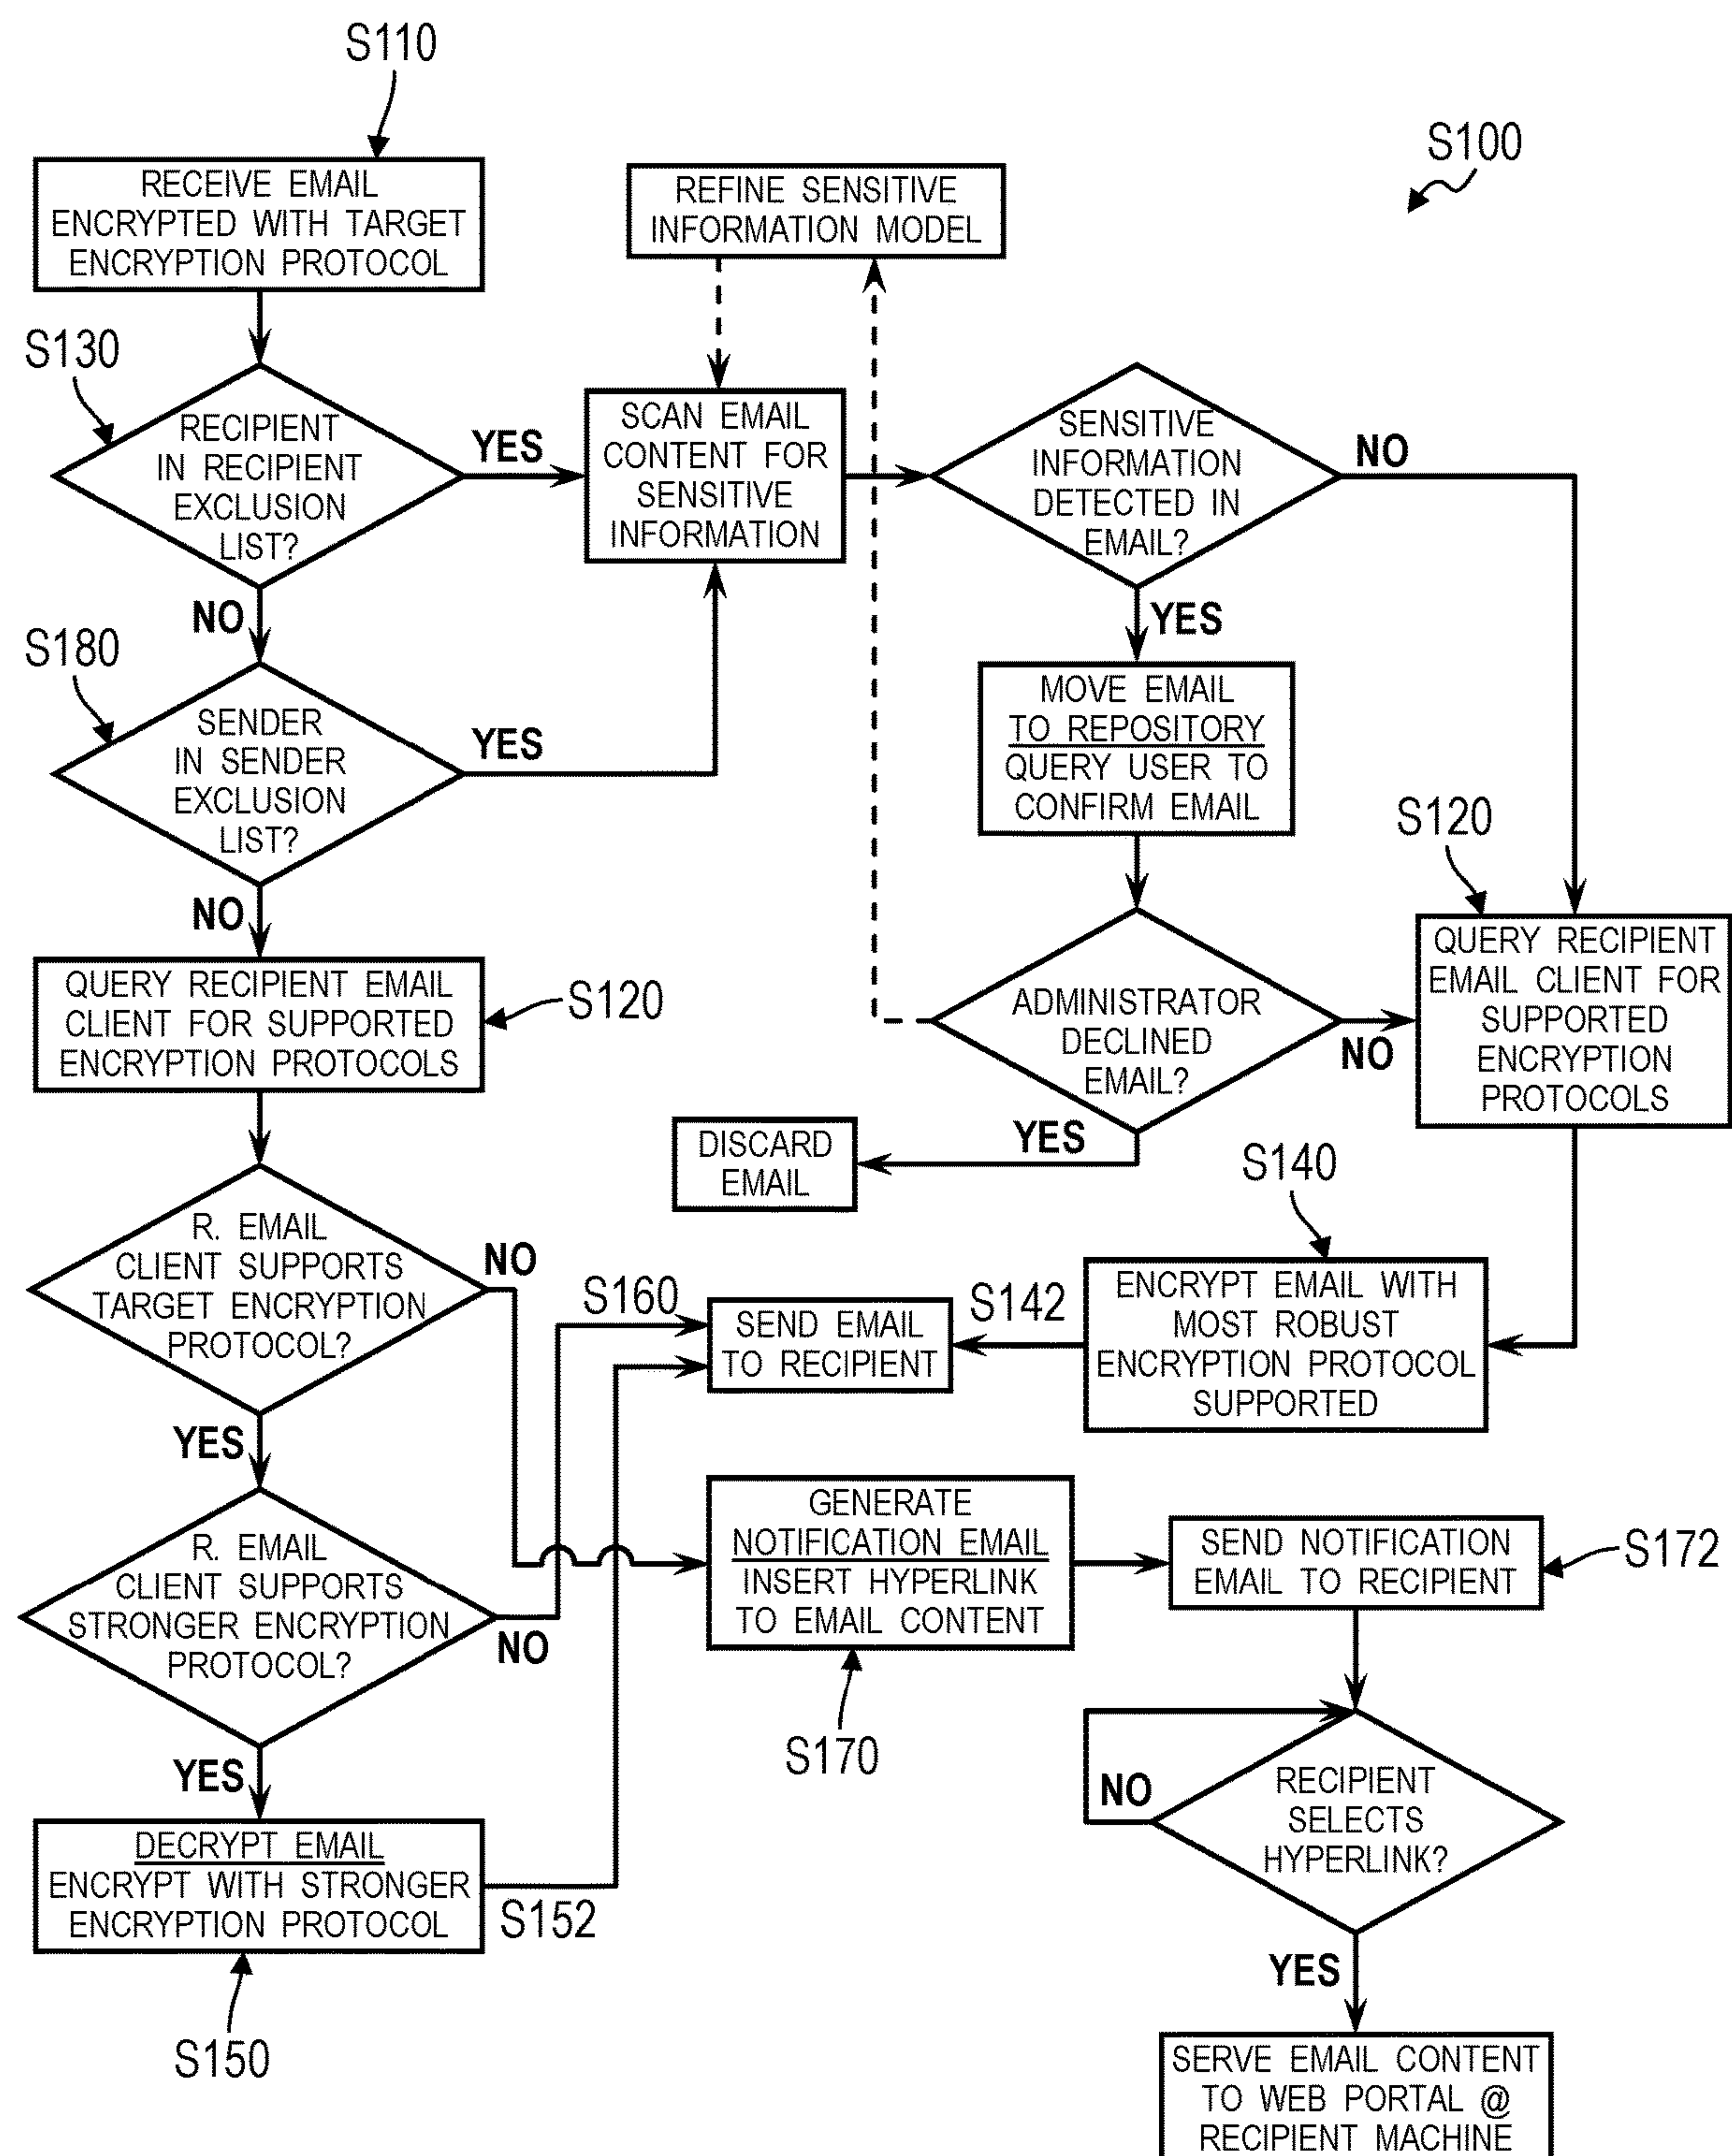 S110
S100
RECEIVE EMAIL
ENCRYPTED WITH TARGET
ENCRYPTION PROTOCOL
REFINE SENSITIVE
INFORMATION MODEL
S130
RECIPIENT
IN RECIPIENT
EXCLUSION
LIST?
YES
NO
SCAN EMAIL
CONTENT FOR
SENSITIVE
INFORMATION
SENSITIVE
INFORMATION
DETECTED IN
EMAIL?
NO
YES
S180
SENDER
IN SENDER
EXCLUSION
LIST?
YES
NO
MOVE EMAIL
TO REPOSITORY
QUERY USER TO
CONFIRM EMAIL
S120
QUERY RECIPIENT
EMAIL CLIENT FOR
SUPPORTED
ENCRYPTION
PROTOCOLS
QUERY RECIPIENT EMAIL
CLIENT FOR SUPPORTED
ENCRYPTION PROTOCOLS
S120
ADMINISTRATOR
DECLINED
EMAIL?
NO
YES
DISCARD
EMAIL
S140
R. EMAIL
CLIENT SUPPORTS
TARGET ENCRYPTION
PROTOCOL?
NO
YES
S160
SEND EMAIL
TO RECIPIENT
S142
ENCRYPT EMAIL WITH
MOST ROBUST
ENCRYPTION PROTOCOL
SUPPORTED
R. EMAIL
CLIENT SUPPORTS
STRONGER ENCRYPTION
PROTOCOL?
NO
YES
GENERATE
NOTIFICATION EMAIL
INSERT HYPERLINK
TO EMAIL CONTENT
S170
SEND NOTIFICATION
EMAIL TO RECIPIENT
S172
DECRYPT EMAIL
ENCRYPT WITH STRONGER
ENCRYPTION PROTOCOL
S152
S150
RECIPIENT
SELECTS
HYPERLINK?
NO
YES
SERVE EMAIL CONTENT
TO WEB PORTAL @
RECIPIENT MACHINE